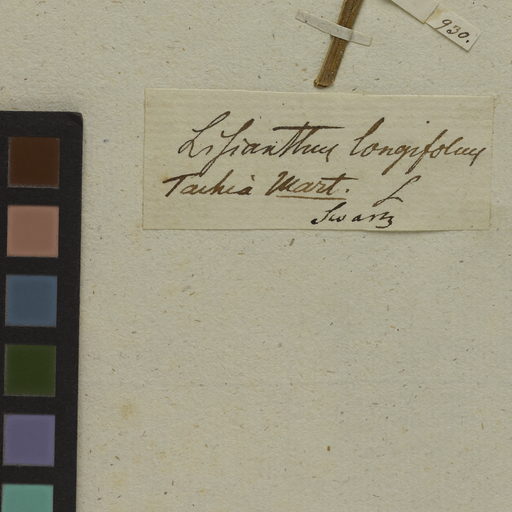 930.
Lisianthus longifolius
Tachia Mart. L
Swartz